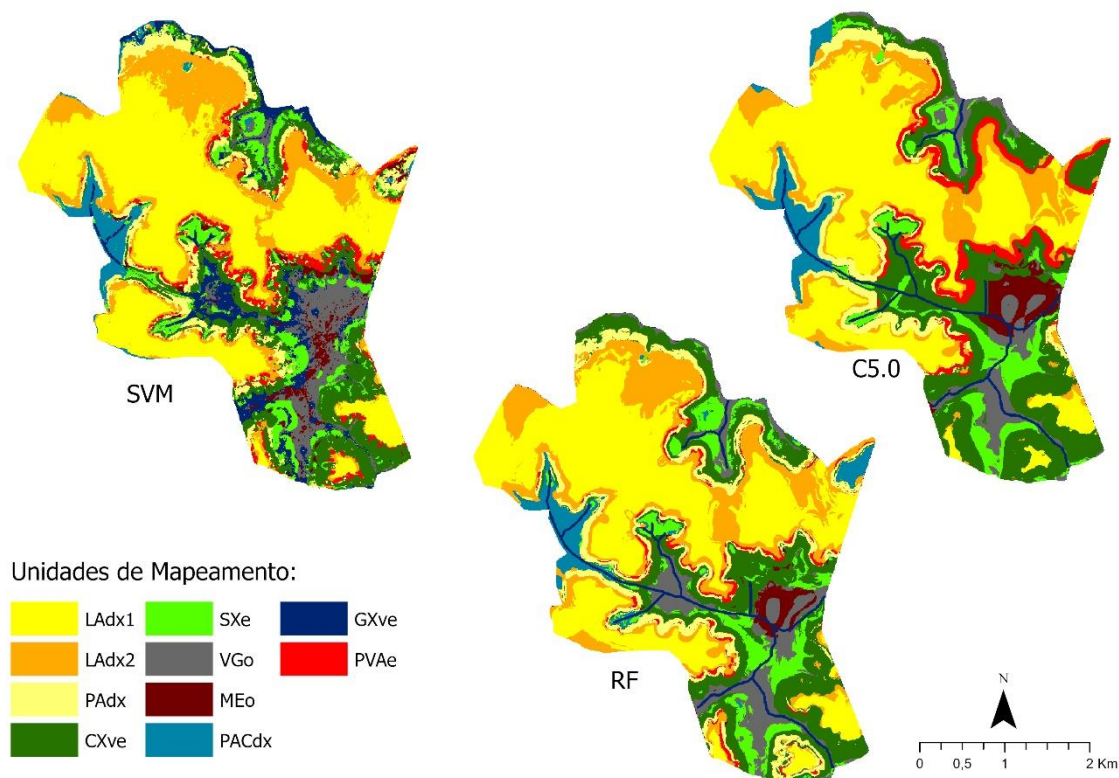 SVM
C5.0
RF
Unidades de Mapeamento:
LAdx1
SXe
GXve
LAdx2
VGo
PVAe
PAdx
MEo
CXve
PACdx
N
0 0,5 1 2 Km